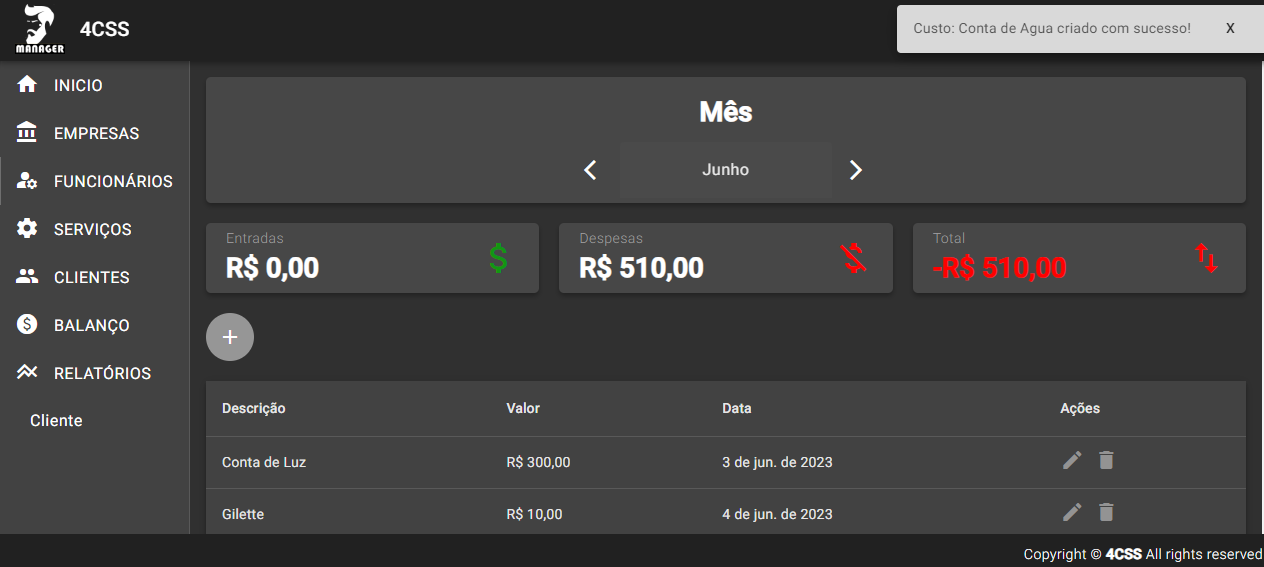 MANAGER
4CSS
Custo: Conta de Agua criado com sucesso! X
INICIO
EMPRESAS
FUNCIONÁRIOS
SERVIÇOS
CLIENTES
BALANÇO
RELATÓRIOS
Cliente
Mês
Junho
Entradas
R$ 0,00
Despesas
R$ 510,00
Total
-R$ 510,00
Descrição Valor Data Ações
Conta de Luz R$ 300,00 3 de jun. de 2023
Gilette R$ 10,00 4 de jun. de 2023
Copyright © 4CSS All rights reserved